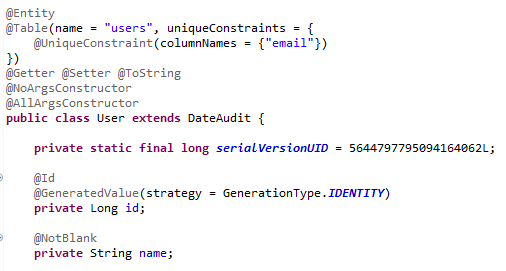 @Entity
@Table(name = "users", uniqueConstraints = {
    @UniqueConstraint(columnNames = {"email"})
})
@Getter @Setter @ToString
@NoArgsConstructor
@AllArgsConstructor
public class User extends DateAudit {
    private static final long serialVersionUID = 5644797795094164062L;
    @Id
    @GeneratedValue(strategy = GenerationType.IDENTITY)
    private Long id;
    @NotBlank
    private String name;